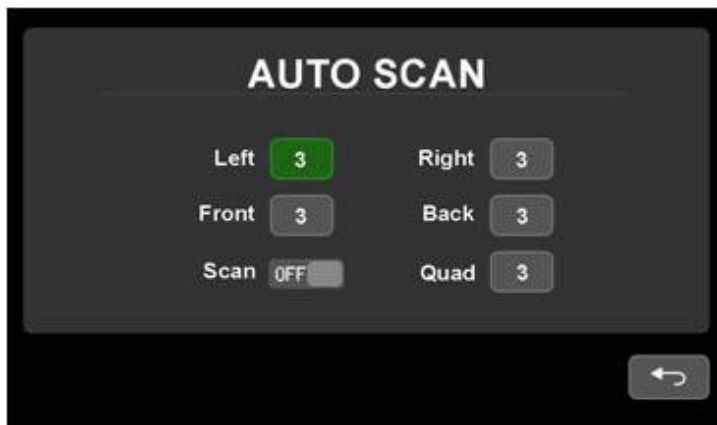 AUTO SCAN
Left 3 Right 3
Front 3 Back 3
Scan OFF Quad 3